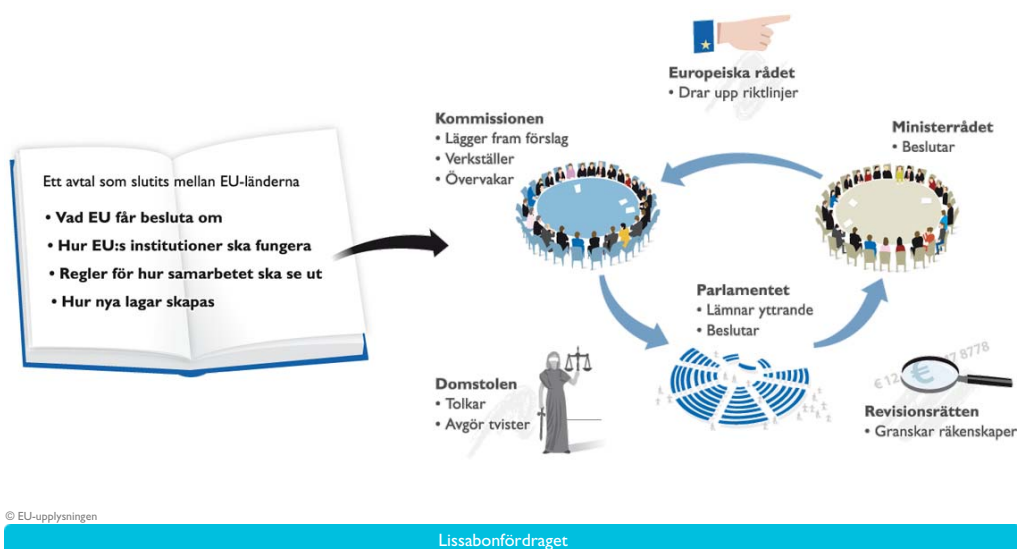 Ett avtal som slutits mellan EU-länderna
• Vad EU får besluta om
• Hur EU:s institutioner ska fungera
• Regler för hur samarbetet ska se ut
• Hur nya lagar skapas
Europeiska rådet
• Drar upp riktlinjer
Kommissionen
• Lägger fram förslag
• Verkställer
• Övervakar
Ministerrådet
• Beslutar
Parlamentet
• Lämnar yttrande
• Beslutar
Domstolen
• Tolkar
• Avgör tvister
Revisionsrätten
• Granskar räkenskaper
© EU-upplysningen
Lissabonfördraget